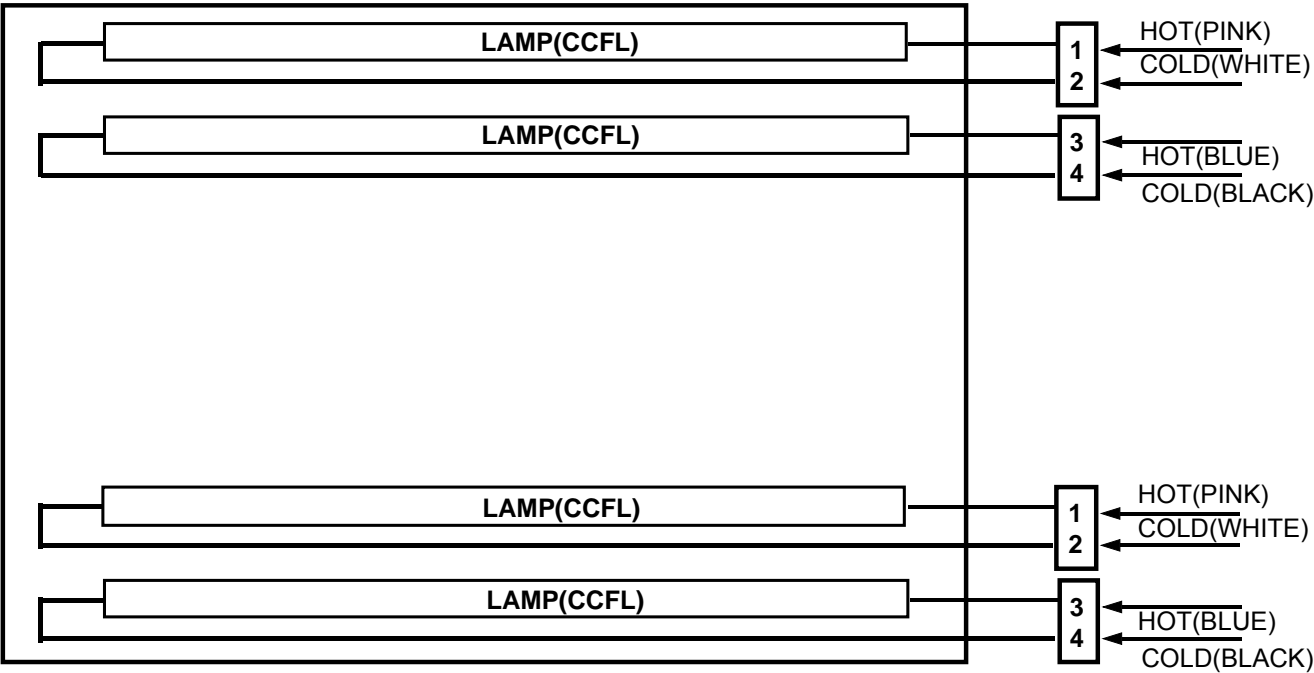 LAMP(CCFL)
1
HOT(PINK)
2
COLD(WHITE)
LAMP(CCFL)
3
HOT(BLUE)
4
COLD(BLACK)
LAMP(CCFL)
1
HOT(PINK)
2
COLD(WHITE)
LAMP(CCFL)
3
HOT(BLUE)
4
COLD(BLACK)